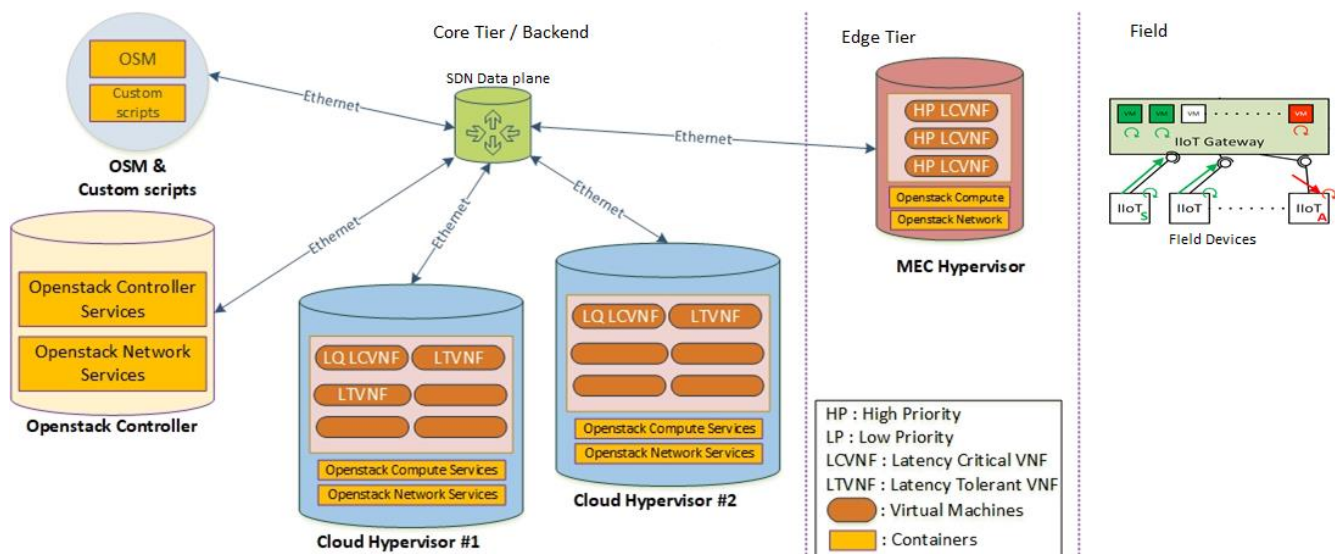 Core Tier / Backend
Edge Tier
Field
OSM
Custom
scripts
OSM &
Custom scripts
Ethernet
SDN Data plane
Ethernet
Ethernet
Ethernet
HP LCVNF
HP LCVNF
HP LCVNF
Openstack Compute
Openstack Network
MEC Hypervisor
VM
VM
VM
VM
IIoT Gateway
IIoT
S
IIoT
IIoT
A
Field Devices
Openstack Controller
Services
Openstack Network
Services
Openstack Controller
LQ LCVNF
LTVNF
LTVNF
Openstack Compute Services
Openstack Network Services
Cloud Hypervisor #1
LQ LCVNF
LTVNF
Openstack Compute Services
Openstack Network Services
Cloud Hypervisor #2
HP : High Priority
LP : Low Priority
LCVNF : Latency Critical VNF
LTVNF : Latency Tolerant VNF
: Virtual Machines
: Containers